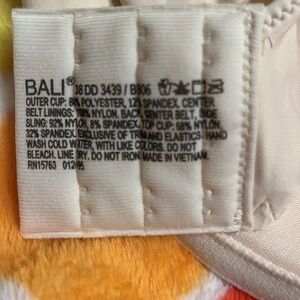 BALI® 38DD 3439 / B806
OUTER CUP: 88% POLYESTER, 12% SPANDEX. CENTER
BELT LININGS: 100% NYLON, BACK, CENTER BELT, SIDE
SLING: 92% NYLON, 8% SPANDEX. TOP CUP: 68% NYLON,
32% SPANDEX. EXCLUSIVE OF TRIM AND ELASTICS. HAND
WASH COLD WATER, WITH LIKE COLORS. DO NOT
BLEACH. LINE DRY. DO NOT IRON. MADE IN VIETNAM.
RN15763